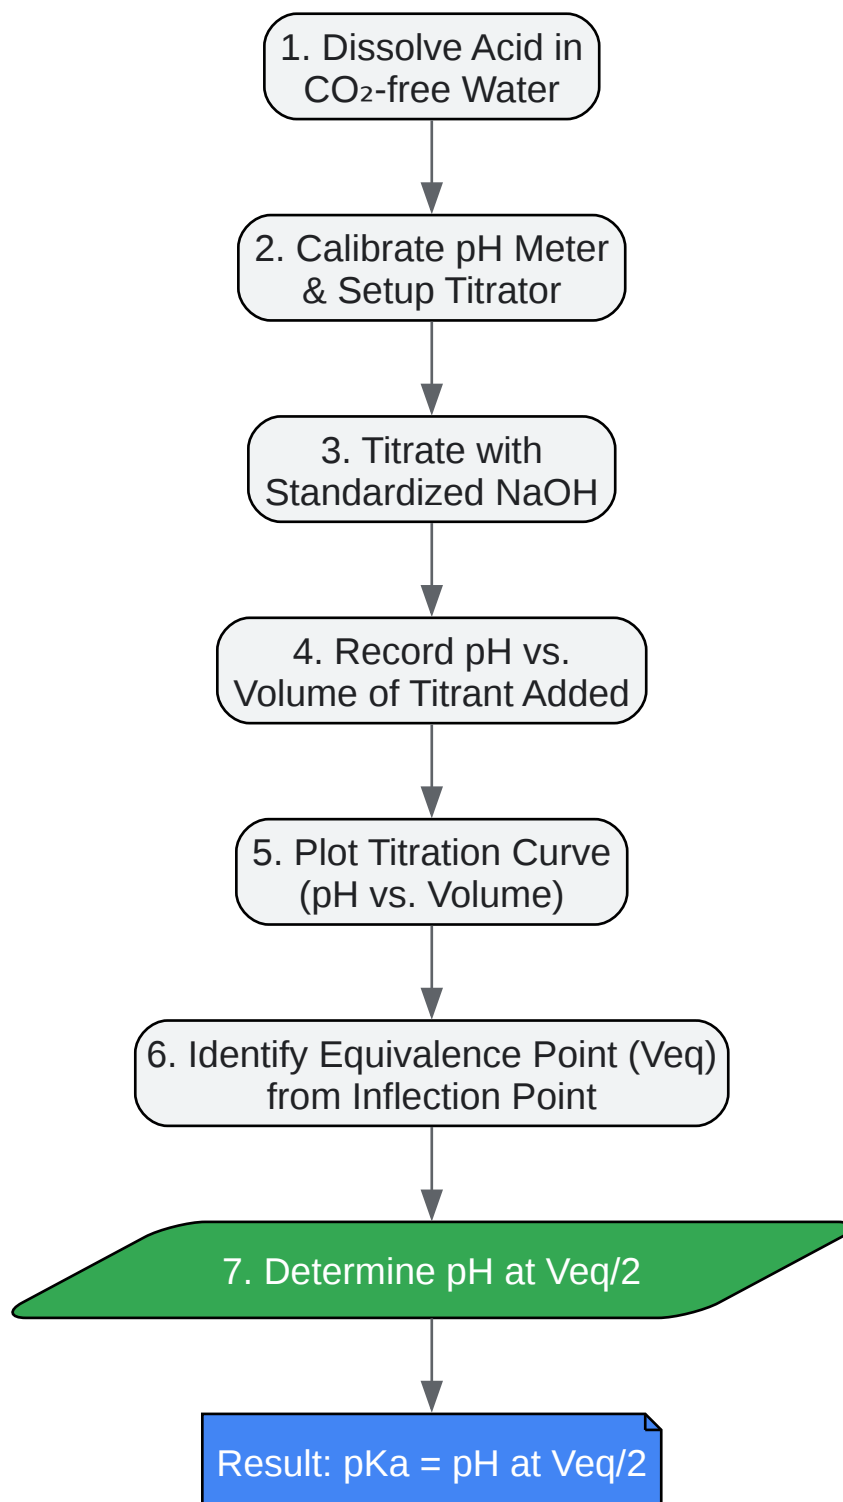 1. Dissolve Acid in
CO₂-free Water
2. Calibrate pH Meter
& Setup Titrator
3. Titrate with
Standardized NaOH
4. Record pH vs.
Volume of Titrant Added
5. Plot Titration Curve
(pH vs. Volume)
6. Identify Equivalence Point (Veq)
from Inflection Point
7. Determine pH at Veq/2
Result: pKa = pH at Veq/2